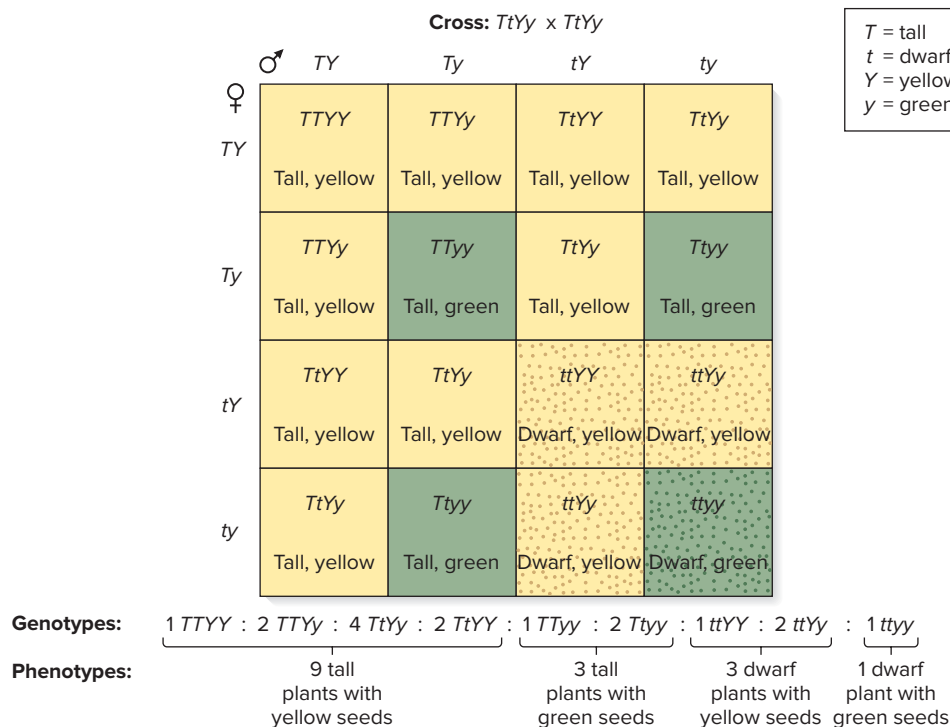 Cross: TtYy x TtYy
T = tall
t = dwarf
Y = yellow
y = green
♂ TY Ty tY ty
♀
TY
TTYY TTYy TtYY TtYy
Tall, yellow Tall, yellow Tall, yellow Tall, yellow
Ty
TTYy TTyy TtYy Ttyy
Tall, yellow Tall, green Tall, yellow Tall, green
tY
TtYY TtYy ttYY ttYy
Tall, yellow Tall, yellow Dwarf, yellow Dwarf, yellow
ty
TtYy Ttyy ttYy ttyy
Tall, yellow Tall, green Dwarf, yellow Dwarf, green
Genotypes: 1 TTYY : 2 TTYy : 4 TtYy : 2 TtYY : 1 TTyy : 2 Ttyy : 1 ttYY : 2 ttYy : 1 ttyy
Phenotypes: 9 tall 3 tall 3 dwarf 1 dwarf
plants with plants with plants with plant with
yellow seeds green seeds yellow seeds green seeds